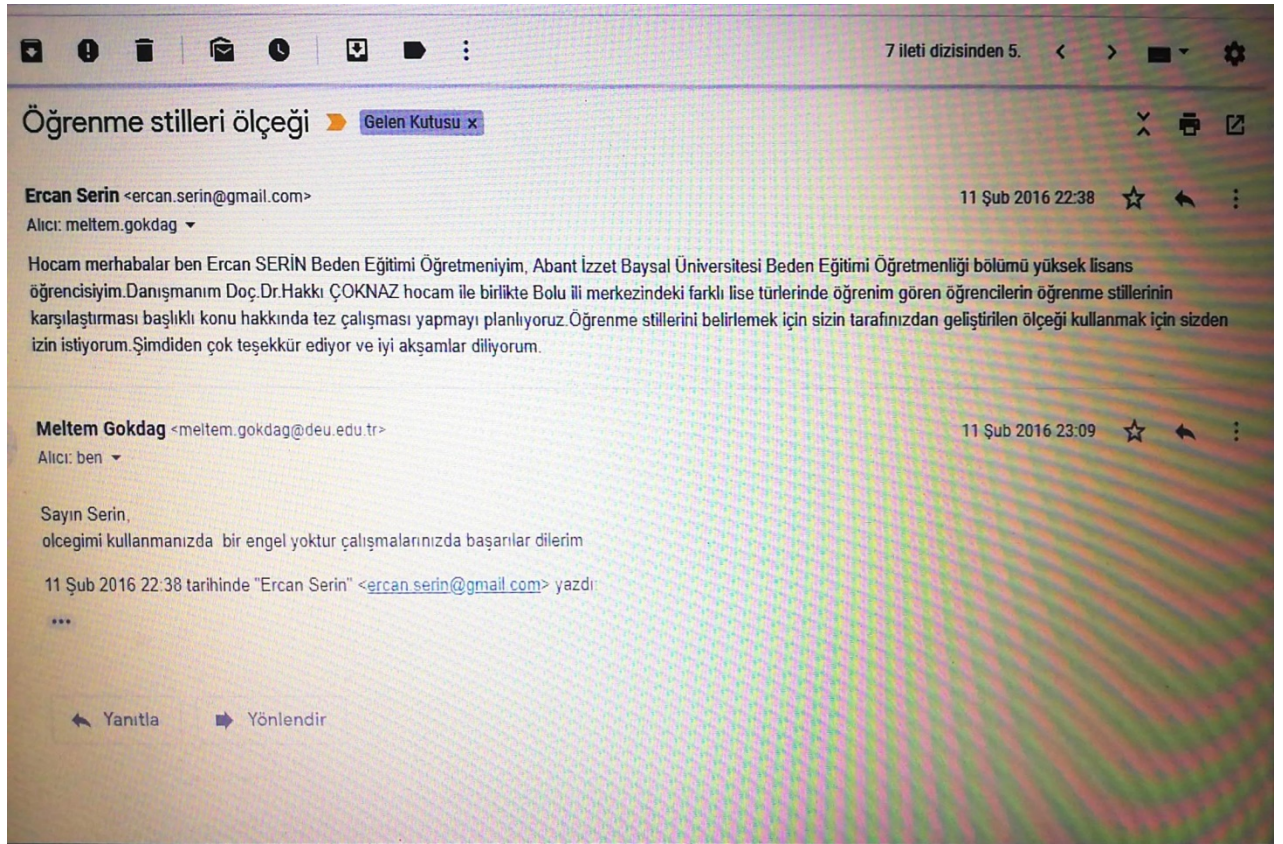 7 ileti dizisinden 5.
Öğrenme stilleri ölçeği Gelen Kutusu x
Ercan Serin <ercan.serin@gmail.com> 11 Şub 2016 22:38
Alıcı: meltem.gokdag
Hocam merhabalar ben Ercan SERİN Beden Eğitimi Öğretmeniyim, Abant İzzet Baysal Üniversitesi Beden Eğitimi Öğretmenliği bölümü yüksek lisans
öğrencisiyim.Danışmanım Doç.Dr.Hakkı ÇOKNAZ hocam ile birlikte Bolu ili merkezindeki farklı lise türlerinde öğrenim gören öğrencilerin öğrenme stillerinin
karşılaştırması başlıklı konu hakkında tez çalışması yapmayı planlıyoruz.Öğrenme stillerini belirlemek için sizin tarafınızdan geliştirilen ölçeği kullanmak için sizden
izin istiyorum.Şimdiden çok teşekkür ediyor ve iyi akşamlar diliyorum.
Meltem Gokdag <meltem.gokdag@deu.edu.tr> 11 Şub 2016 23:09
Alıcı: ben
Sayın Serin,
olcegimi kullanmanızda bir engel yoktur çalışmalarınızda başarılar dilerim
11 Şub 2016 22:38 tarihinde "Ercan Serin" <ercan.serin@gmail.com> yazdı:
Yanıtla Yönlendir